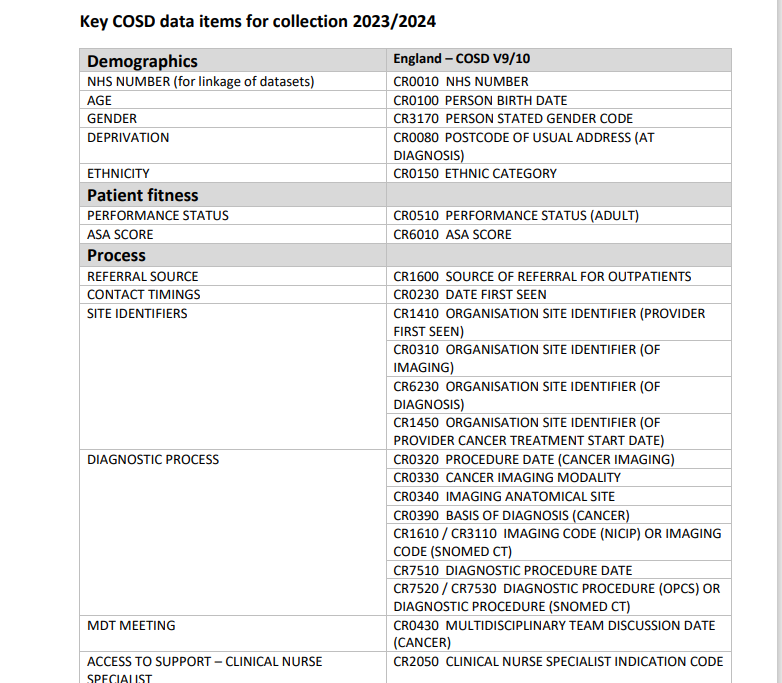 Key COSD data items for collection 2023/2024
Demographics
England – COSD V9/10
NHS NUMBER (for linkage of datasets)
CR0010 NHS NUMBER
AGE
CR0100 PERSON BIRTH DATE
GENDER
CR3170 PERSON STATED GENDER CODE
DEPRIVATION
CR0080 POSTCODE OF USUAL ADDRESS (AT
DIAGNOSIS)
ETHNICITY
CR0150 ETHNIC CATEGORY
Patient fitness
PERFORMANCE STATUS
CR0510 PERFORMANCE STATUS (ADULT)
ASA SCORE
CR6010 ASA SCORE
Process
REFERRAL SOURCE
CR1600 SOURCE OF REFERRAL FOR OUTPATIENTS
CONTACT TIMINGS
CR0230 DATE FIRST SEEN
SITE IDENTIFIERS
CR1410 ORGANISATION SITE IDENTIFIER (PROVIDER
FIRST SEEN)
CR0310 ORGANISATION SITE IDENTIFIER (OF
IMAGING)
CR6230 ORGANISATION SITE IDENTIFIER (OF
DIAGNOSIS)
CR1450 ORGANISATION SITE IDENTIFIER (OF
PROVIDER CANCER TREATMENT START DATE)
DIAGNOSTIC PROCESS
CR0320 PROCEDURE DATE (CANCER IMAGING)
CR0330 CANCER IMAGING MODALITY
CR0340 IMAGING ANATOMICAL SITE
CR0390 BASIS OF DIAGNOSIS (CANCER)
CR1610 / CR3110 IMAGING CODE (NICIP) OR IMAGING
CODE (SNOMED CT)
CR7510 DIAGNOSTIC PROCEDURE DATE
CR7520 / CR7530 DIAGNOSTIC PROCEDURE (OPCS) OR
DIAGNOSTIC PROCEDURE (SNOMED CT)
MDT MEETING
CR0430 MULTIDISCIPLINARY TEAM DISCUSSION DATE
(CANCER)
ACCESS TO SUPPORT – CLINICAL NURSE
SPECIALIST
CR2050 CLINICAL NURSE SPECIALIST INDICATION CODE